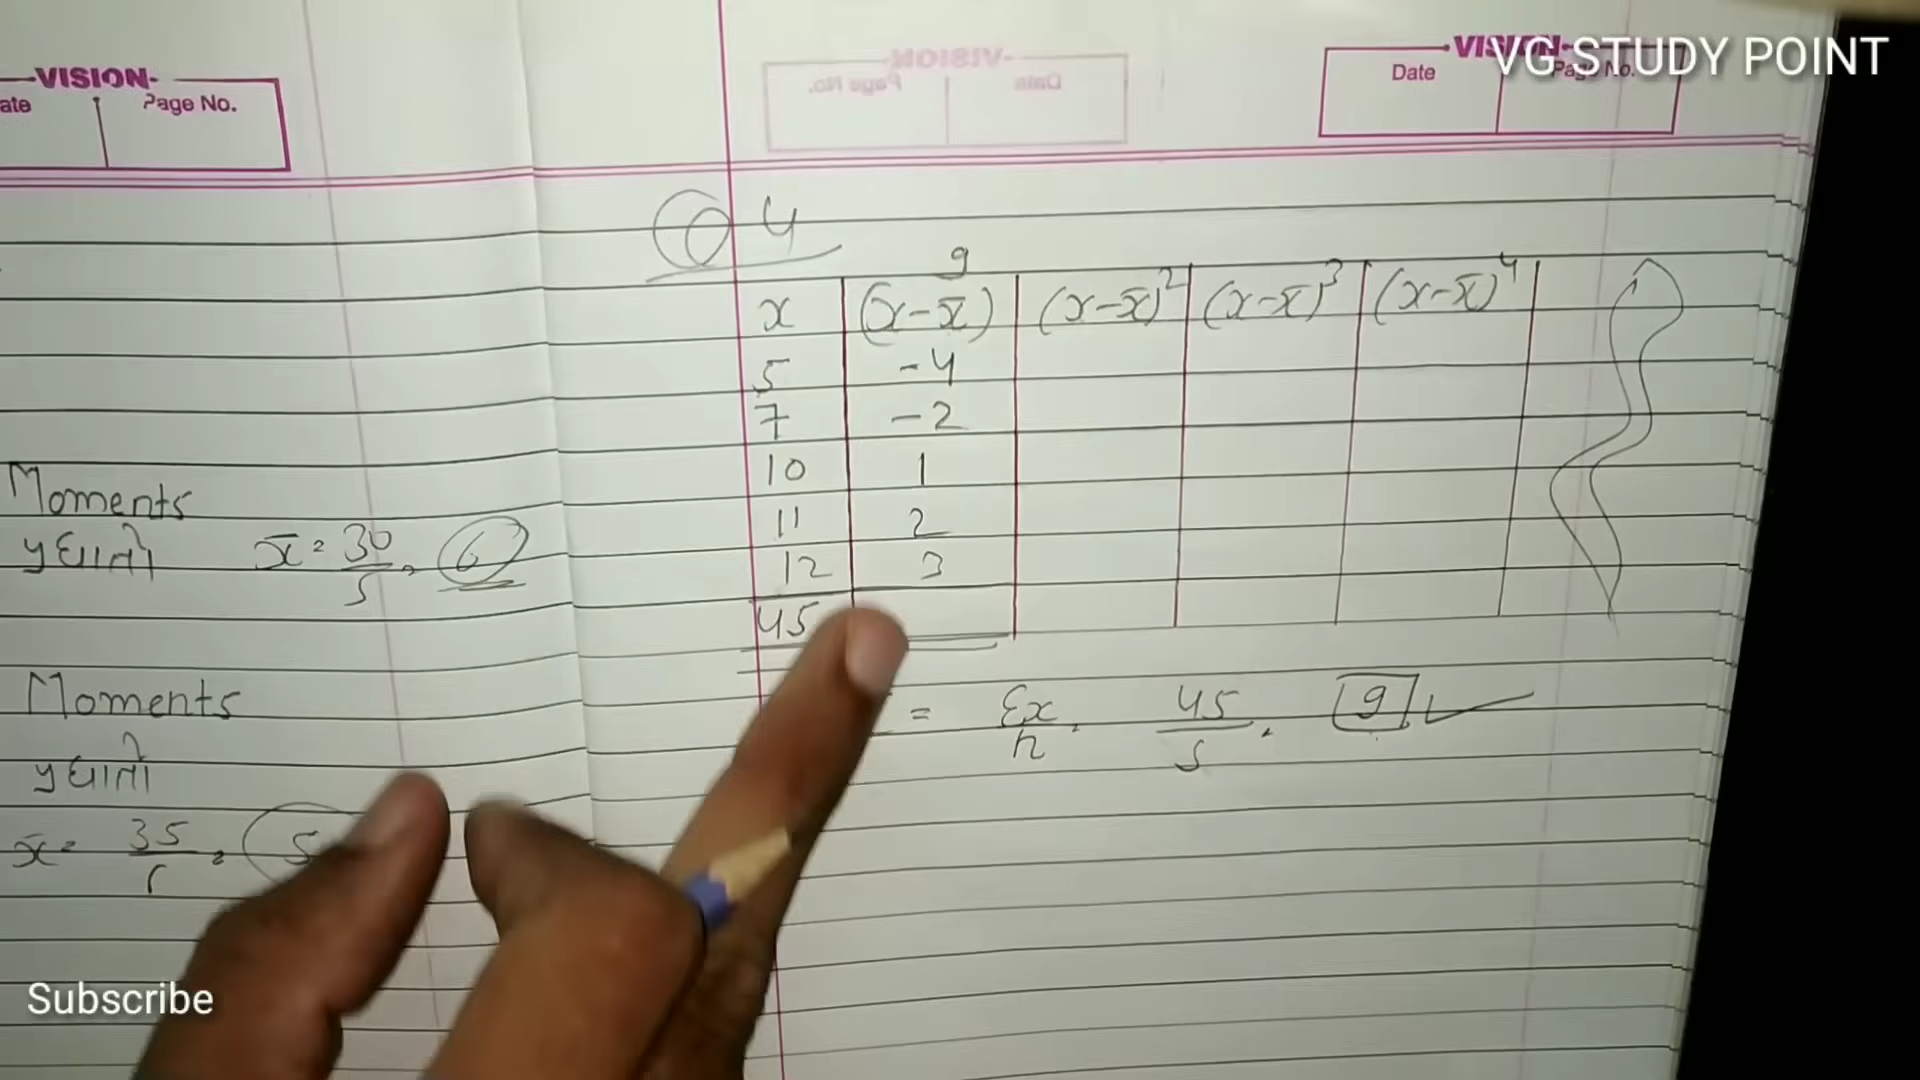 VG STUDY POINT
-VISION-
ate Page No.
-VISION-
Date Page No.
Date Page No.
4
9
x (x-x̄) (x-x̄)² (x-x̄)³ (x-x̄)⁴
5 -4
7 -2
10 1
11 2
12 3
45
= Σx/n . 45/5 . 9
Moments
x̄ = 30/5 , 6
Moments
x̄ = 35/
Subscribe